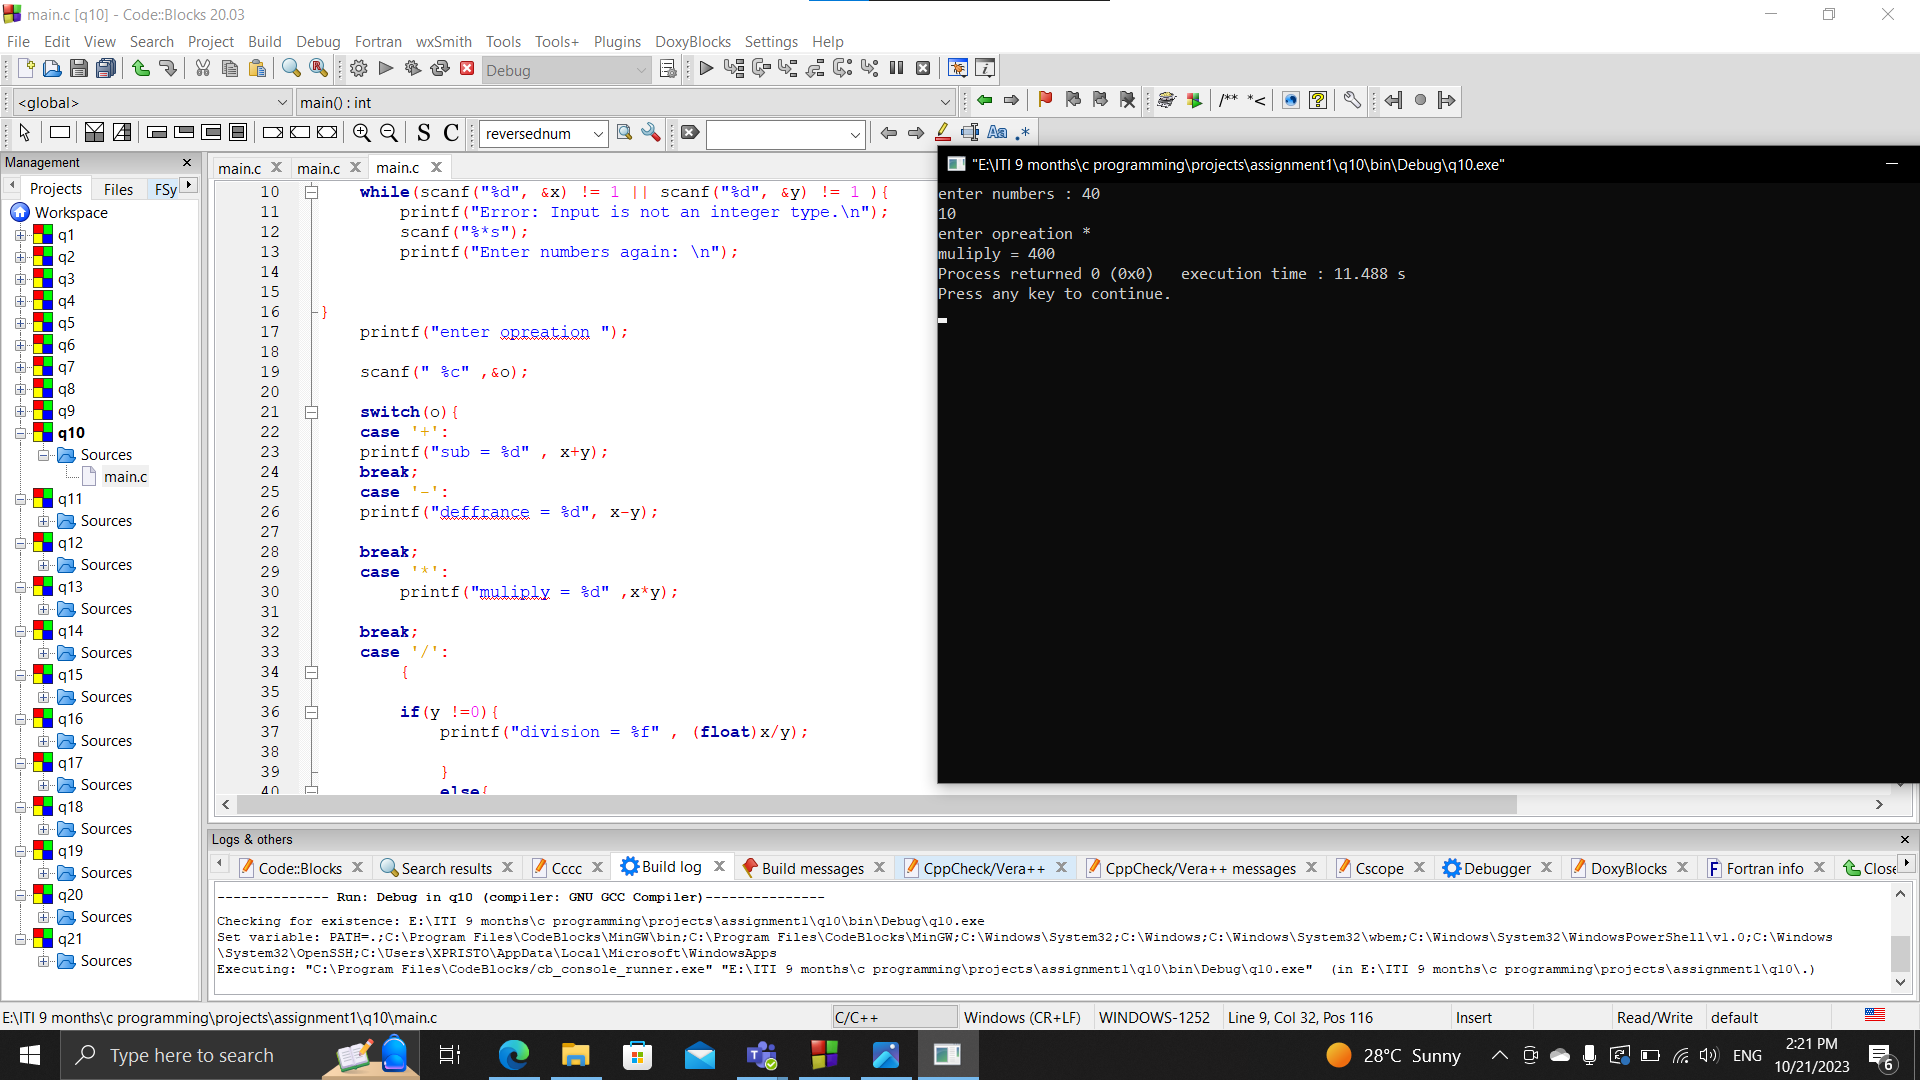 main.c [q10] - Code::Blocks 20.03
File Edit View Search Project Build Debug Fortran wxSmith Tools Tools+ Plugins DoxyBlocks Settings Help
Debug
<global> main() : int
/** *<
S C reversednum
Aa .*
Management
Projects Files FSy
Workspace
q1
q2
q3
q4
q5
q6
q7
q8
q9
q10
Sources
main.c
q11
Sources
q12
Sources
q13
Sources
q14
Sources
q15
Sources
q16
Sources
q17
Sources
q18
Sources
q19
Sources
q20
Sources
q21
Sources
main.c main.c main.c
10 while(scanf("%d", &x) != 1 || scanf("%d", &y) != 1 ){
11 printf("Error: Input is not an integer type.\n");
12 scanf("%*s");
13 printf("Enter numbers again: \n");
14
15
16 }
17 printf("enter opreation ");
18
19 scanf(" %c" ,&o);
20
21 switch(o){
22 case '+':
23 printf("sub = %d" , x+y);
24 break;
25 case '-':
26 printf("deffrance = %d", x-y);
27
28 break;
29 case '*':
30 printf("muliply = %d" ,x*y);
31
32 break;
33 case '/':
34 {
35
36 if(y !=0){
37 printf("division = %f" , (float)x/y);
38
39 }
40 else{
"E:\ITI 9 months\c programming\projects\assignment1\q10\bin\Debug\q10.exe"
enter numbers : 40
10
enter opreation *
muliply = 400
Process returned 0 (0x0)   execution time : 11.488 s
Press any key to continue.
Logs & others
Code::Blocks Search results Cccc Build log Build messages CppCheck/Vera++ CppCheck/Vera++ messages Cscope Debugger DoxyBlocks Fortran info Close
-------------- Run: Debug in q10 (compiler: GNU GCC Compiler)---------------
Checking for existence: E:\ITI 9 months\c programming\projects\assignment1\q10\bin\Debug\q10.exe
Set variable: PATH=.;C:\Program Files\CodeBlocks\MinGW\bin;C:\Program Files\CodeBlocks\MinGW;C:\Windows\System32;C:\Windows;C:\Windows\System32\wbem;C:\Windows\System32\WindowsPowerShell\v1.0;C:\Windows
\System32\OpenSSH;C:\Users\XPRISTO\AppData\Local\Microsoft\WindowsApps
Executing: "C:\Program Files\CodeBlocks/cb_console_runner.exe" "E:\ITI 9 months\c programming\projects\assignment1\q10\bin\Debug\q10.exe"  (in E:\ITI 9 months\c programming\projects\assignment1\q10\.)
E:\ITI 9 months\c programming\projects\assignment1\q10\main.c C/C++ Windows (CR+LF) WINDOWS-1252 Line 9, Col 32, Pos 116 Insert Read/Write default
Type here to search
28°C Sunny
ENG
2:21 PM
10/21/2023
6